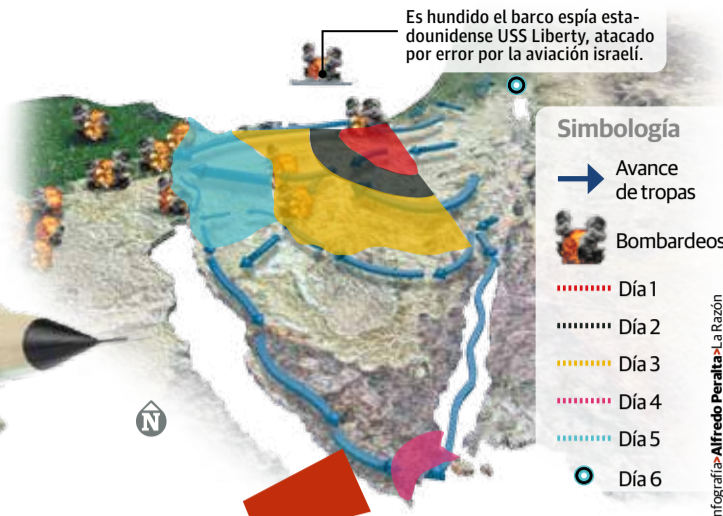 Es hundido el barco espía esta-
dounidense USS Liberty, atacado
por error por la aviación israelí.
Simbología
Avance
de tropas
Bombardeos
Día 1
Día 2
Día 3
Día 4
Día 5
Día 6
N
Infografía>Alfredo Peralta>La Razón